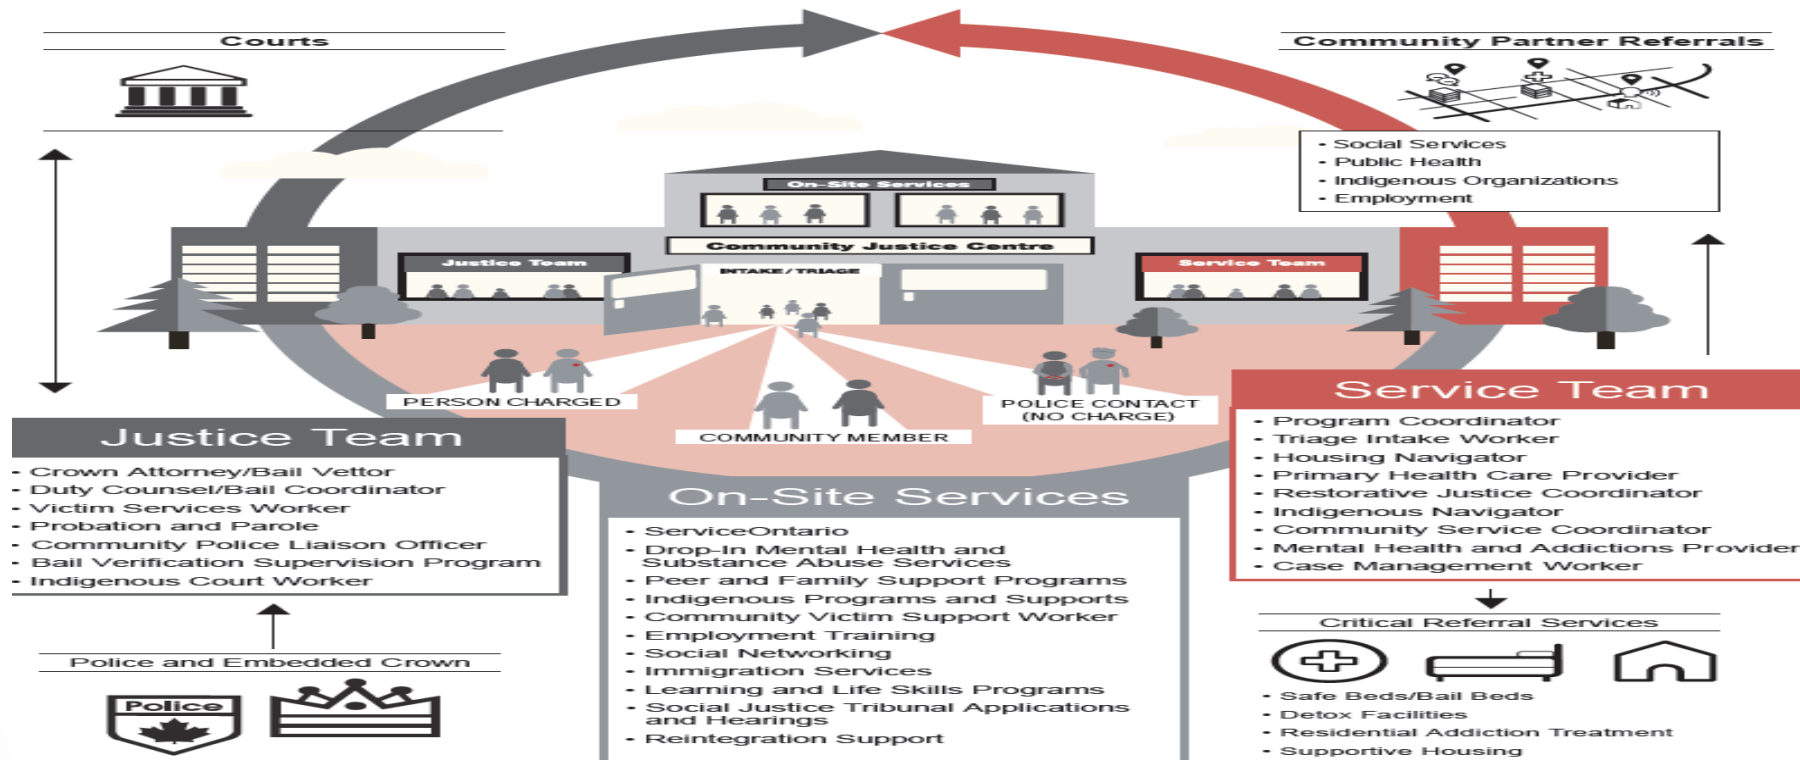 Courts
Community Partner Referrals
• Social Services
• Public Health
• Indigenous Organizations
• Employment
On-Site Services
Community Justice Centre
Justice Team
INTAKE/TRIAGE
Service Team
PERSON CHARGED
COMMUNITY MEMBER
POLICE CONTACT
(NO CHARGE)
Justice Team
• Crown Attorney/Bail Vettor
• Duty Counsel/Bail Coordinator
• Victim Services Worker
• Probation and Parole
• Community Police Liaison Officer
• Bail Verification Supervision Program
• Indigenous Court Worker
Police and Embedded Crown
Police
On-Site Services
• ServiceOntario
• Drop-In Mental Health and
Substance Abuse Services
• Peer and Family Support Programs
• Indigenous Programs and Supports
• Community Victim Support Worker
• Employment Training
• Social Networking
• Immigration Services
• Learning and Life Skills Programs
• Social Justice Tribunal Applications
and Hearings
• Reintegration Support
Service Team
• Program Coordinator
• Triage Intake Worker
• Housing Navigator
• Primary Health Care Provider
• Restorative Justice Coordinator
• Indigenous Navigator
• Community Service Coordinator
• Mental Health and Addictions Provider
• Case Management Worker
Critical Referral Services
• Safe Beds/Bail Beds
• Detox Facilities
• Residential Addiction Treatment
• Supportive Housing